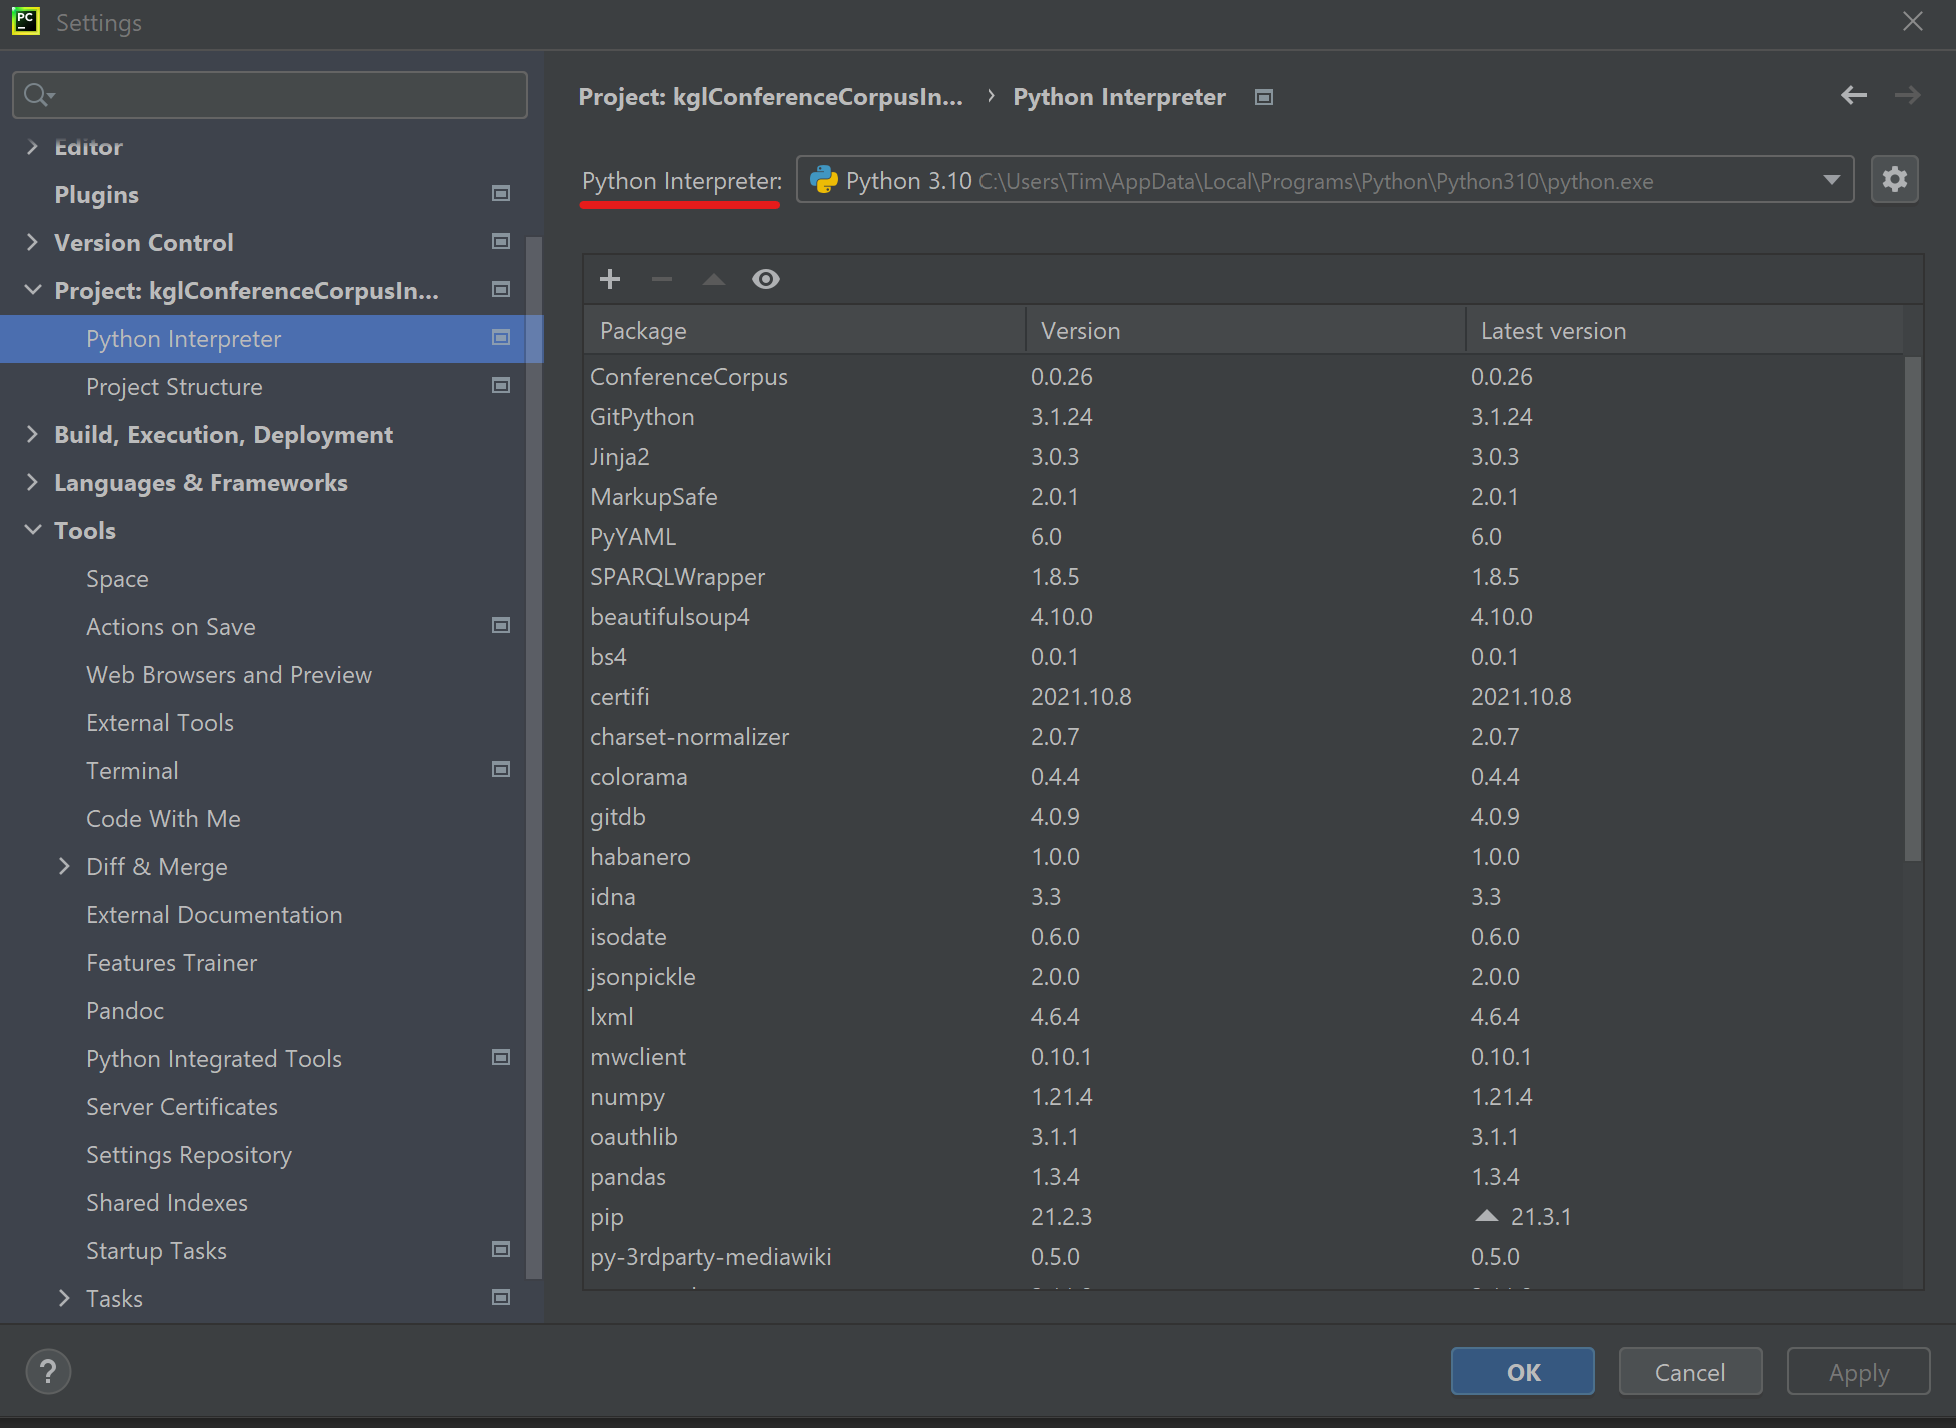 PC
Settings
Editor
Plugins
Version Control
Project: kglConferenceCorpusIn...
Python Interpreter
Project Structure
Build, Execution, Deployment
Languages & Frameworks
Tools
Space
Actions on Save
Web Browsers and Preview
External Tools
Terminal
Code With Me
Diff & Merge
External Documentation
Features Trainer
Pandoc
Python Integrated Tools
Server Certificates
Settings Repository
Shared Indexes
Startup Tasks
Tasks
Project: kglConferenceCorpusIn... › Python Interpreter
Python Interpreter: Python 3.10 C:\Users\Tim\AppData\Local\Programs\Python\Python310\python.exe
Package Version Latest version
ConferenceCorpus 0.0.26 0.0.26
GitPython 3.1.24 3.1.24
Jinja2 3.0.3 3.0.3
MarkupSafe 2.0.1 2.0.1
PyYAML 6.0 6.0
SPARQLWrapper 1.8.5 1.8.5
beautifulsoup4 4.10.0 4.10.0
bs4 0.0.1 0.0.1
certifi 2021.10.8 2021.10.8
charset-normalizer 2.0.7 2.0.7
colorama 0.4.4 0.4.4
gitdb 4.0.9 4.0.9
habanero 1.0.0 1.0.0
idna 3.3 3.3
isodate 0.6.0 0.6.0
jsonpickle 2.0.0 2.0.0
lxml 4.6.4 4.6.4
mwclient 0.10.1 0.10.1
numpy 1.21.4 1.21.4
oauthlib 3.1.1 3.1.1
pandas 1.3.4 1.3.4
pip 21.2.3 21.3.1
py-3rdparty-mediawiki 0.5.0 0.5.0
?
OK Cancel Apply